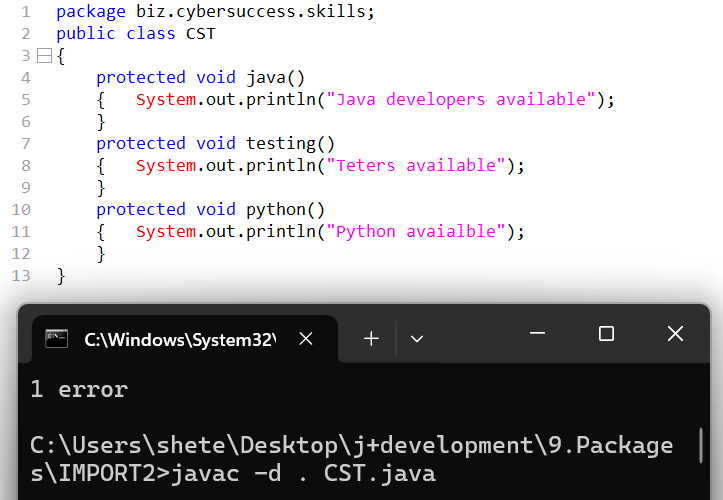 1 package biz.cybersuccess.skills;
2 public class CST
3 {
4 protected void java()
5 { System.out.println("Java developers available");
6 }
7 protected void testing()
8 { System.out.println("Teters available");
9 }
10 protected void python()
11 { System.out.println("Python avaialble");
12 }
13 }
C:\Windows\System32\
1 error
C:\Users\shete\Desktop\j+development\9.Package
s\IMPORT2>javac -d . CST.java